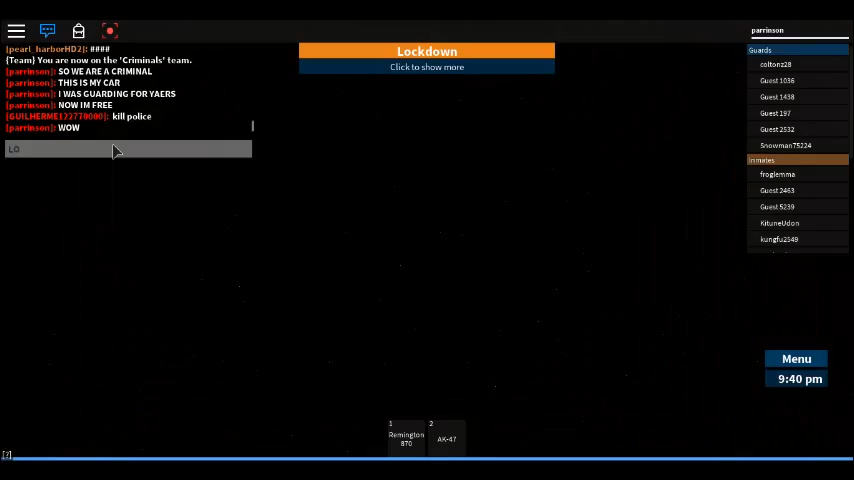 parrinson
[pearl_harborHD2]: ####
{Team} You are now on the 'Criminals' team.
[parrinson]: SO WE ARE A CRIMINAL
[parrinson]: THIS IS MY CAR
[parrinson]: I WAS GUARDING FOR YAERS
[parrinson]: NOW IM FREE
[GUILHERME122770000]: kill police
[parrinson]: WOW
LO
Lockdown
Click to show more
Guards
coltonz28
Guest 1036
Guest 1438
Guest 197
Guest 2532
Snowman75224
Inmates
froglemma
Guest 2463
Guest 5239
KituneUdon
kungfu2549
Menu
9:40 pm
1
Remington
870
2
AK-47
[?]